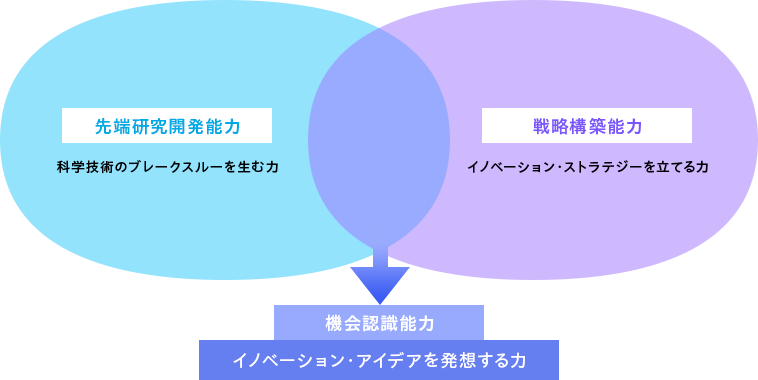 先端研究開発能力
科学技術のブレークスルーを生む力
戦略構築能力
イノベーション・ストラテジーを立てる力
機会認識能力
イノベーション・アイデアを発想する力